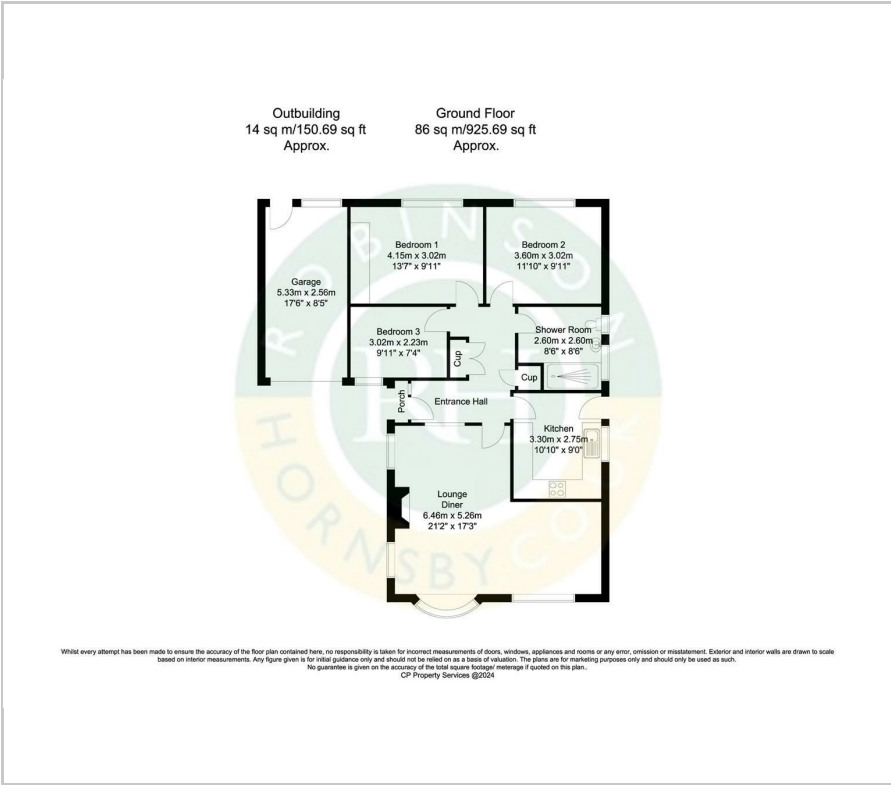 Outbuilding
14 sq m/150.69 sq ft
Approx.
Ground Floor
86 sq m/925.69 sq ft
Approx.
Bedroom 1
4.15m x 3.02m
13'7" x 9'11"
Bedroom 2
3.60m x 3.02m
11'10" x 9'11"
Garage
5.33m x 2.56m
17'6" x 8'5"
Bedroom 3
3.02m x 2.23m
9'11" x 7'4"
Shower Room
2.60m x 2.60m
8'6" x 8'6"
Cup
Cup
Porch
Entrance Hall
Kitchen
3.30m x 2.75m
10'10" x 9'0"
Lounge
Diner
6.46m x 5.26m
21'2" x 17'3"
ROBINSON
RH
HORNSBY COOK
Whilst every attempt has been made to ensure the accuracy of the floor plan contained here, no responsibility is taken for incorrect measurements of doors, windows, appliances and rooms or any error, omission or misstatement. Exterior and interior walls are drawn to scale
based on interior measurements. Any figure given is for initial guidance only and should not be relied on as a basis of valuation. The plans are for marketing purposes only and should only be used as such.
No guarantee is given on the accuracy of the total square footage/ meterage if quoted on this plan..
CP Property Services @2024